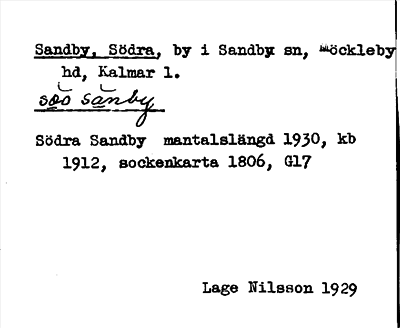 Sandby, Södra, by i Sandby sn, Möckleby
hd, Kalmar l.
sös sanby
Södra Sandby mantalslängd 1930, kb
1912, sockenkarta 1806, G17
Lage Nilsson 1929